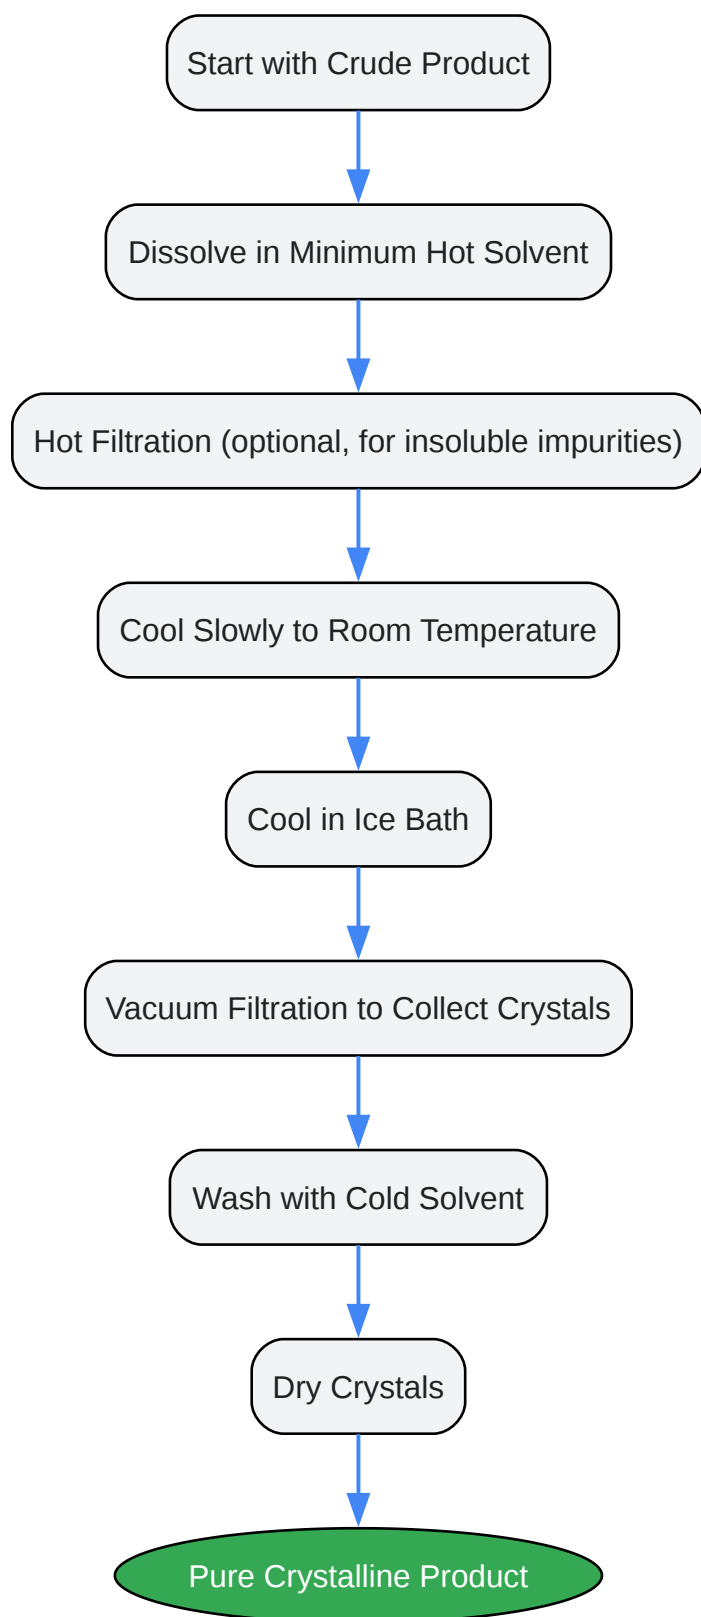 Start with Crude Product
Dissolve in Minimum Hot Solvent
Hot Filtration (optional, for insoluble impurities)
Cool Slowly to Room Temperature
Cool in Ice Bath
Vacuum Filtration to Collect Crystals
Wash with Cold Solvent
Dry Crystals
Pure Crystalline Product